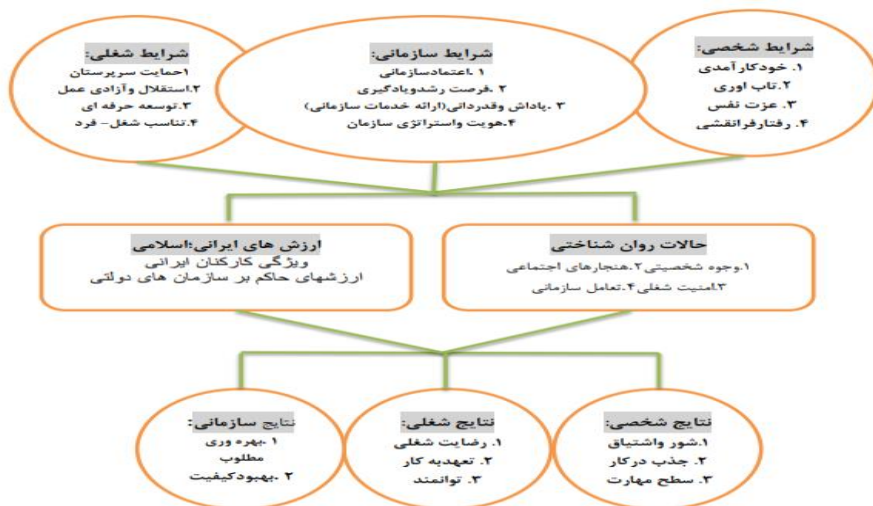 شرایط شخصی:
۱. خودکارآمدی
۲. تاب اوری
۳. عزت نفس
۴. رفتارفرانقشی
شرایط سازمانی:
۱ .اعتمادسازمانی
۲ .فرصت رشدویادگیری
۳ .پاداش وقدردانی(ارائه خدمات سازمانی)
۴.هویت واستراتژی سازمان
شرایط شغلی:
۱حمایت سرپرستان
۲.استقلال وآزادی عمل
۳.توسعه حرفه ای
۴.تناسب شغل- فرد
حالات روان شناختی
۱.وجوه شخصیتی۲.هنجارهای اجتماعی
۳.امنیت شغلی۴.تعامل سازمانی
ارزش های ایرانی؛اسلامی
ویژگی کارکنان ایرانی
ارزشهای حاکم بر سازمان های دولتی
نتایج شخصی:
۱.شور واشتیاق
۲. جذب درکار
۳. سطح مهارت
نتایج شغلی:
۱. رضایت شغلی
۲. تعهدبه کار
۳. توانمند
نتایج سازمانی:
۱ .بهره وری
مطلوب
۲ .بهبودکیفیت